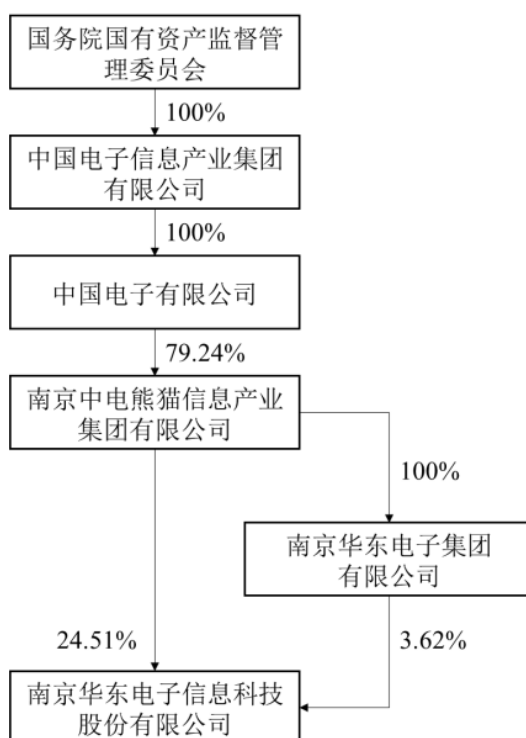 国务院国有资产监督管
理委员会
100%
中国电子信息产业集团
有限公司
100%
中国电子有限公司
79.24%
南京中电熊猫信息产业
集团有限公司
100%
南京华东电子集团
有限公司
24.51%
3.62%
南京华东电子信息科技
股份有限公司